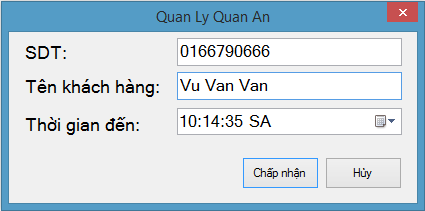 Quan Ly Quan An
SDT: 0166790666
Tên khách hàng: Vu Van Van
Thời gian đến: 10:14:35 SA
Chấp nhận Hủy